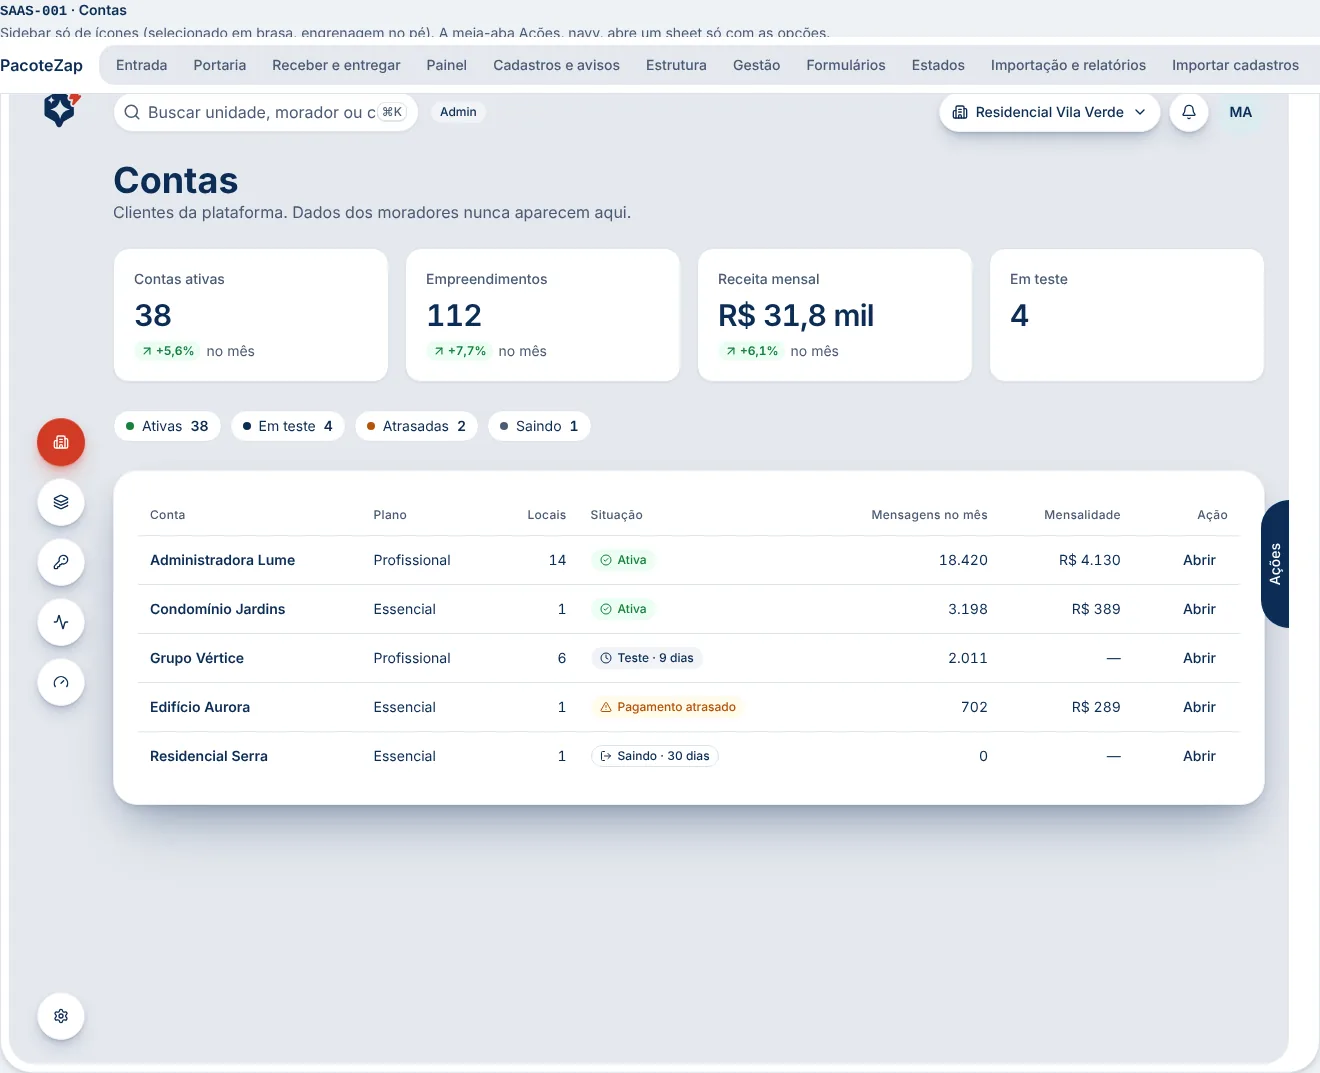 SAAS-001 · Contas
Sidebar só de ícones (selecionado em brasa, engrenagem no pé). A meia-aba Ações, navy, abre um sheet só com as opções.
PacoteZap
Entrada
Portaria
Receber e entregar
Painel
Cadastros e avisos
Estrutura
Gestão
Formulários
Estados
Importação e relatórios
Importar cadastros
Buscar unidade, morador ou c
⌘K
Admin
Residencial Vila Verde
MA
Contas
Clientes da plataforma. Dados dos moradores nunca aparecem aqui.
Contas ativas
38
+5,6% no mês
Empreendimentos
112
+7,7% no mês
Receita mensal
R$ 31,8 mil
+6,1% no mês
Em teste
4
Ativas 38
Em teste 4
Atrasadas 2
Saindo 1
Conta Plano Locais Situação Mensagens no mês Mensalidade Ação
Administradora Lume Profissional 14 Ativa 18.420 R$ 4.130 Abrir
Condomínio Jardins Essencial 1 Ativa 3.198 R$ 389 Abrir
Grupo Vértice Profissional 6 Teste · 9 dias 2.011 — Abrir
Edifício Aurora Essencial 1 Pagamento atrasado 702 R$ 289 Abrir
Residencial Serra Essencial 1 Saindo · 30 dias 0 — Abrir
Ações